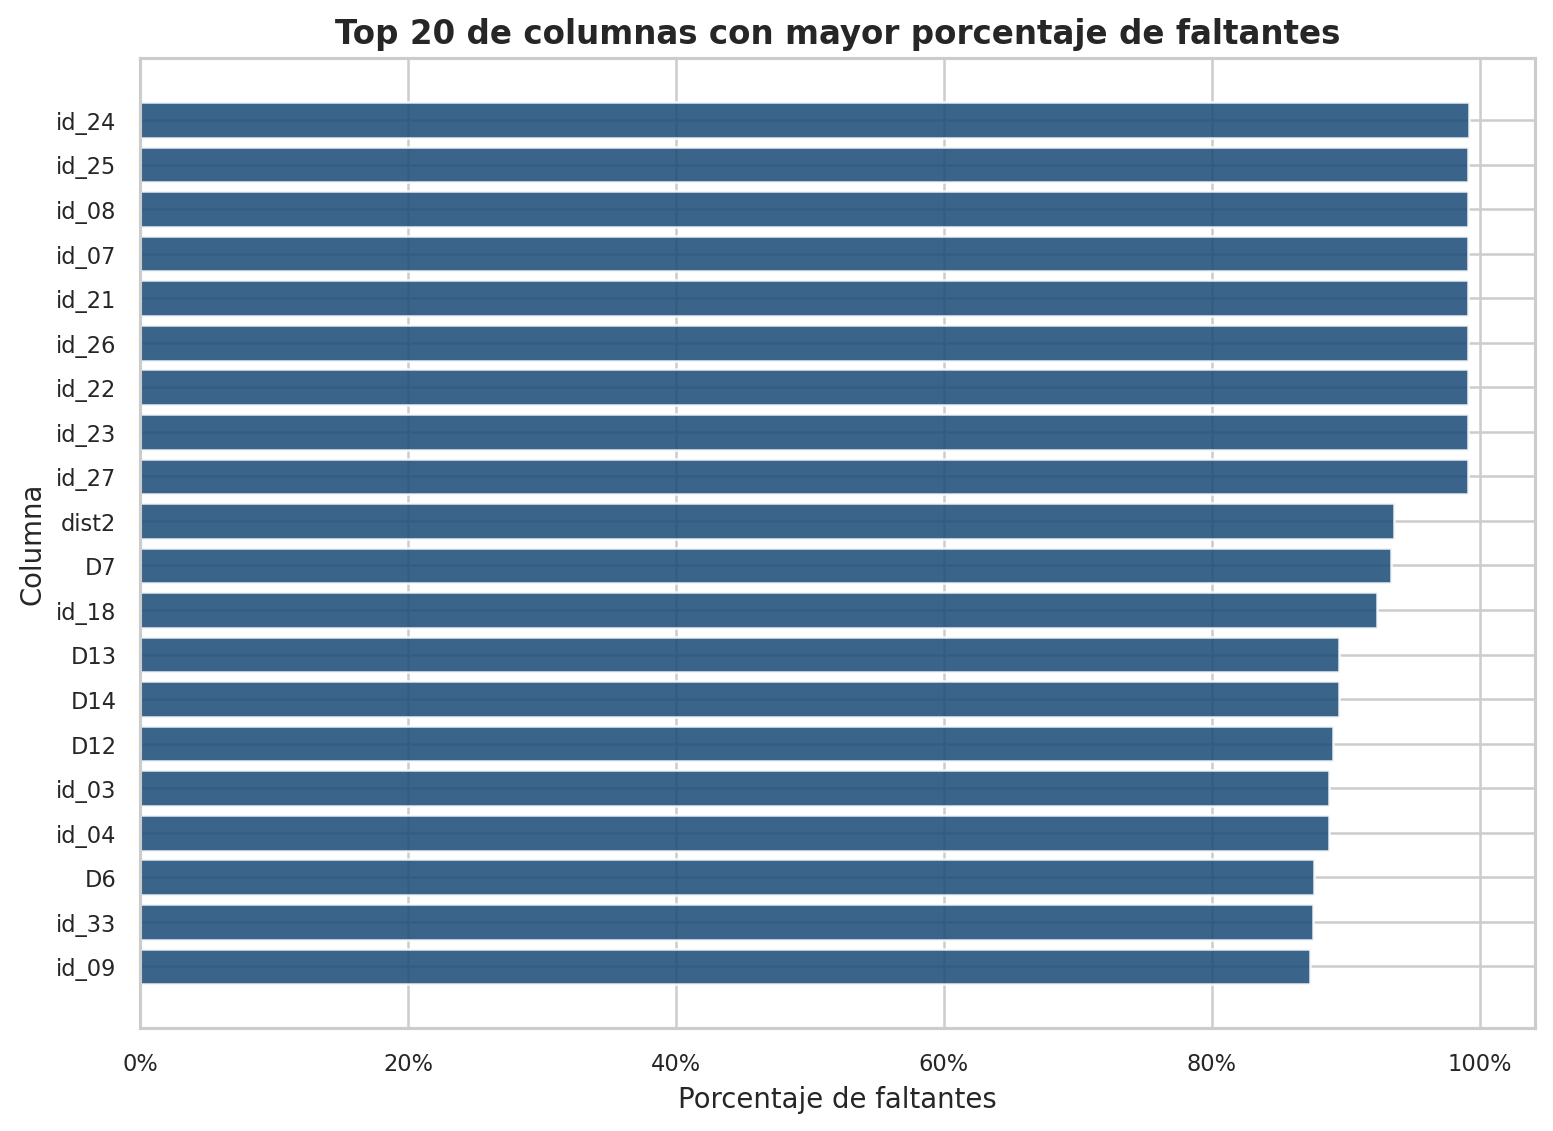 Top 20 de columnas con mayor porcentaje de faltantes
Columna
id_24
id_25
id_08
id_07
id_21
id_26
id_22
id_23
id_27
dist2
D7
id_18
D13
D14
D12
id_03
id_04
D6
id_33
id_09
0% 20% 40% 60% 80% 100%
Porcentaje de faltantes